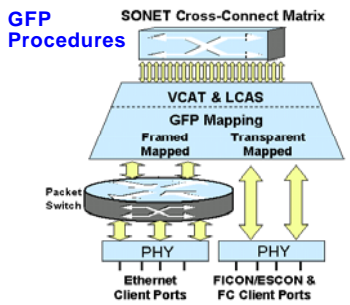 GFP
Procedures
SONET Cross-Connect Matrix
VCAT & LCAS
GFP Mapping
Framed
Mapped
Transparent
Mapped
Packet
Switch
PHY
PHY
Ethernet
Client Ports
FICON/ESCON &
FC Client Ports